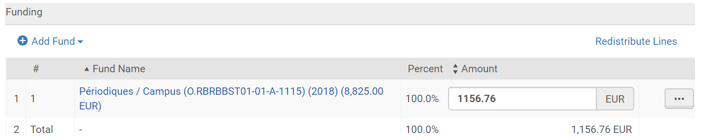 Funding
Add Fund
Redistribute Lines
# Fund Name Percent Amount
1 1 Périodiques / Campus (O.RBRBBST01-01-A-1115) (2018) (8,825.00
EUR) 100.0% 1156.76 EUR ...
2 Total - 100.0% 1,156.76 EUR